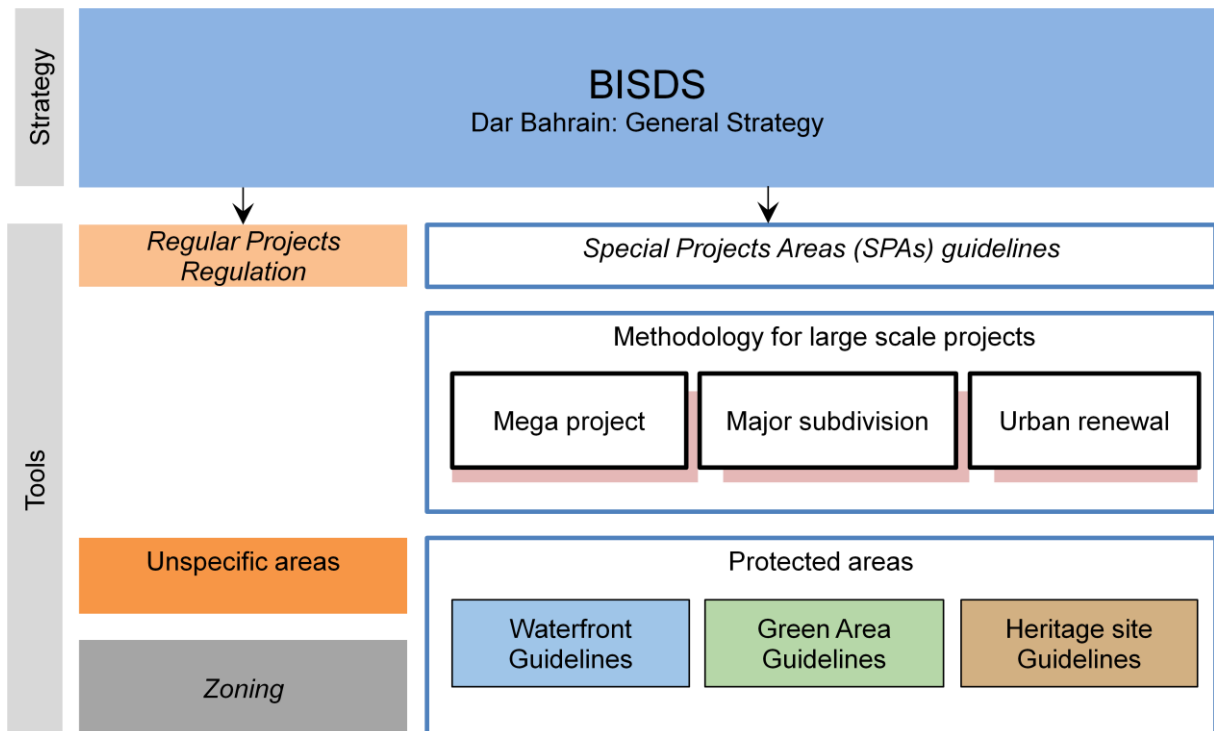 Strategy
BISDS
Dar Bahrain: General Strategy
Tools
Regular Projects
Regulation
Special Projects Areas (SPAs) guidelines
Methodology for large scale projects
Mega project
Major subdivision
Urban renewal
Unspecific areas
Protected areas
Waterfront
Guidelines
Green Area
Guidelines
Heritage site
Guidelines
Zoning